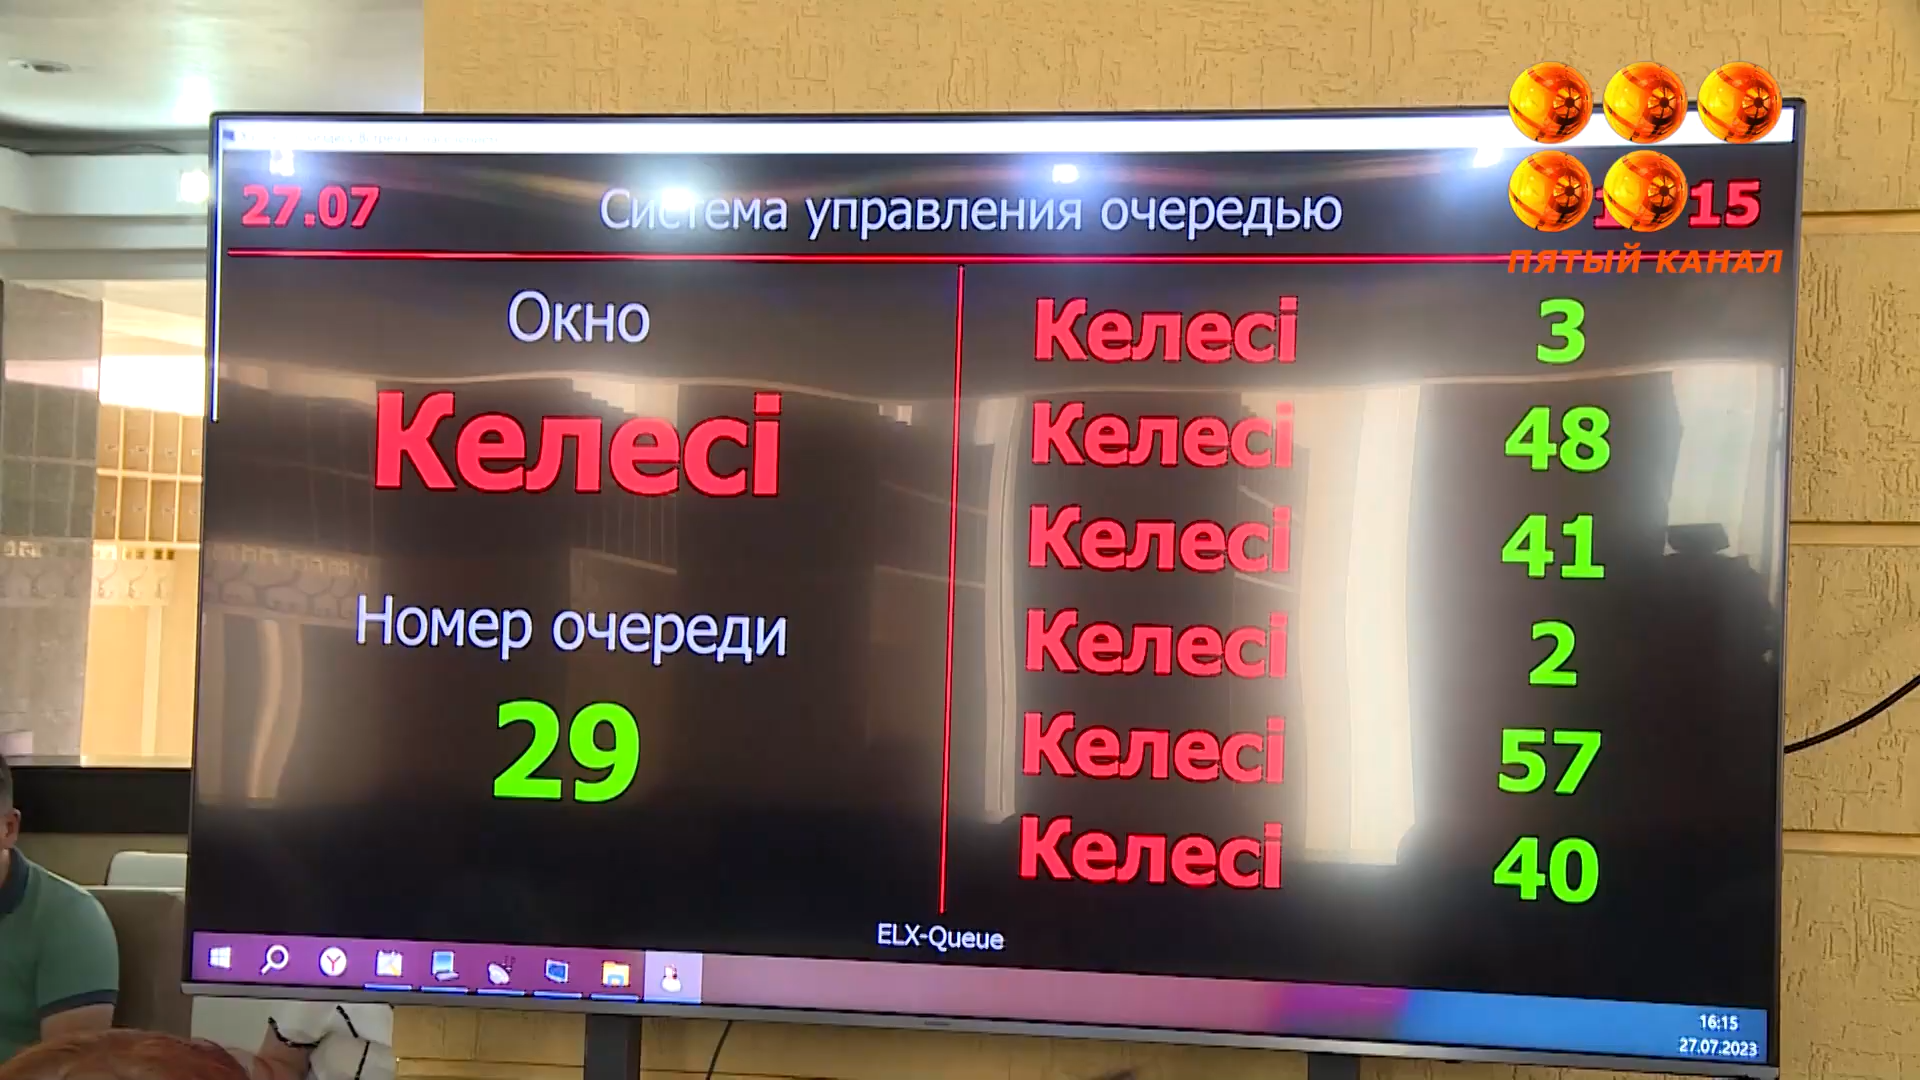 27.07
Система управления очередью
15
ПЯТЫЙ КАНАЛ
Окно
Келесі
Номер очереди
29
Келесі 3
Келесі 48
Келесі 41
Келесі 2
Келесі 57
Келесі 40
ELX-Queue
16:15
27.07.2023